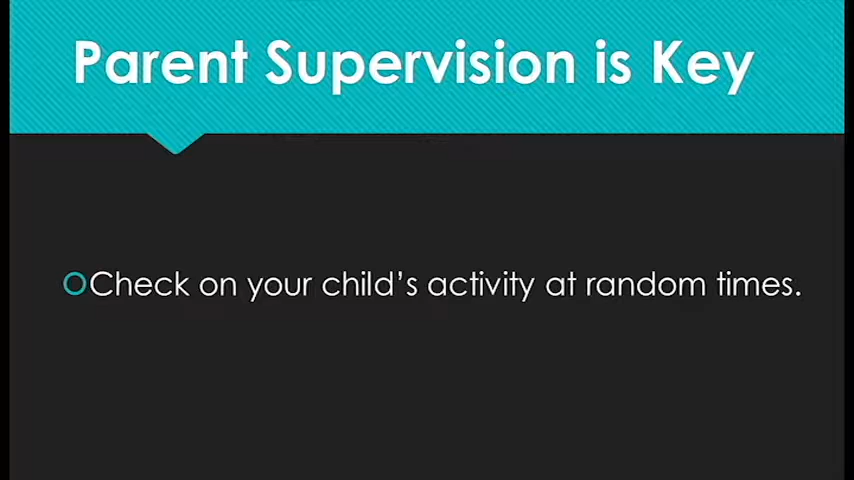 Parent Supervision is Key
Check on your child’s activity at random times.